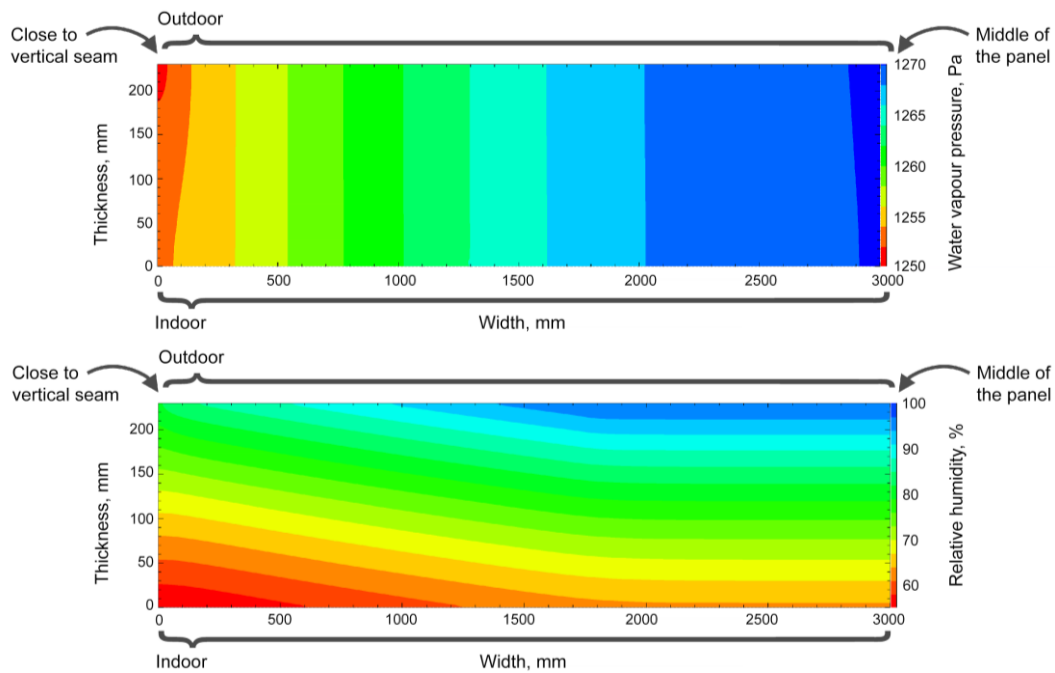 Outdoor
Close to
vertical seam
Middle of
the panel
Thickness, mm
200
150
100
50
0
0
500
1000
1500
2000
2500
3000
1270
1265
1260
1255
1250
Water vapour pressure, Pa
Indoor
Width, mm
Outdoor
Close to
vertical seam
Middle of
the panel
Thickness, mm
200
150
100
50
0
0
500
1000
1500
2000
2500
3000
100
90
80
70
60
Relative humidity, %
Indoor
Width, mm